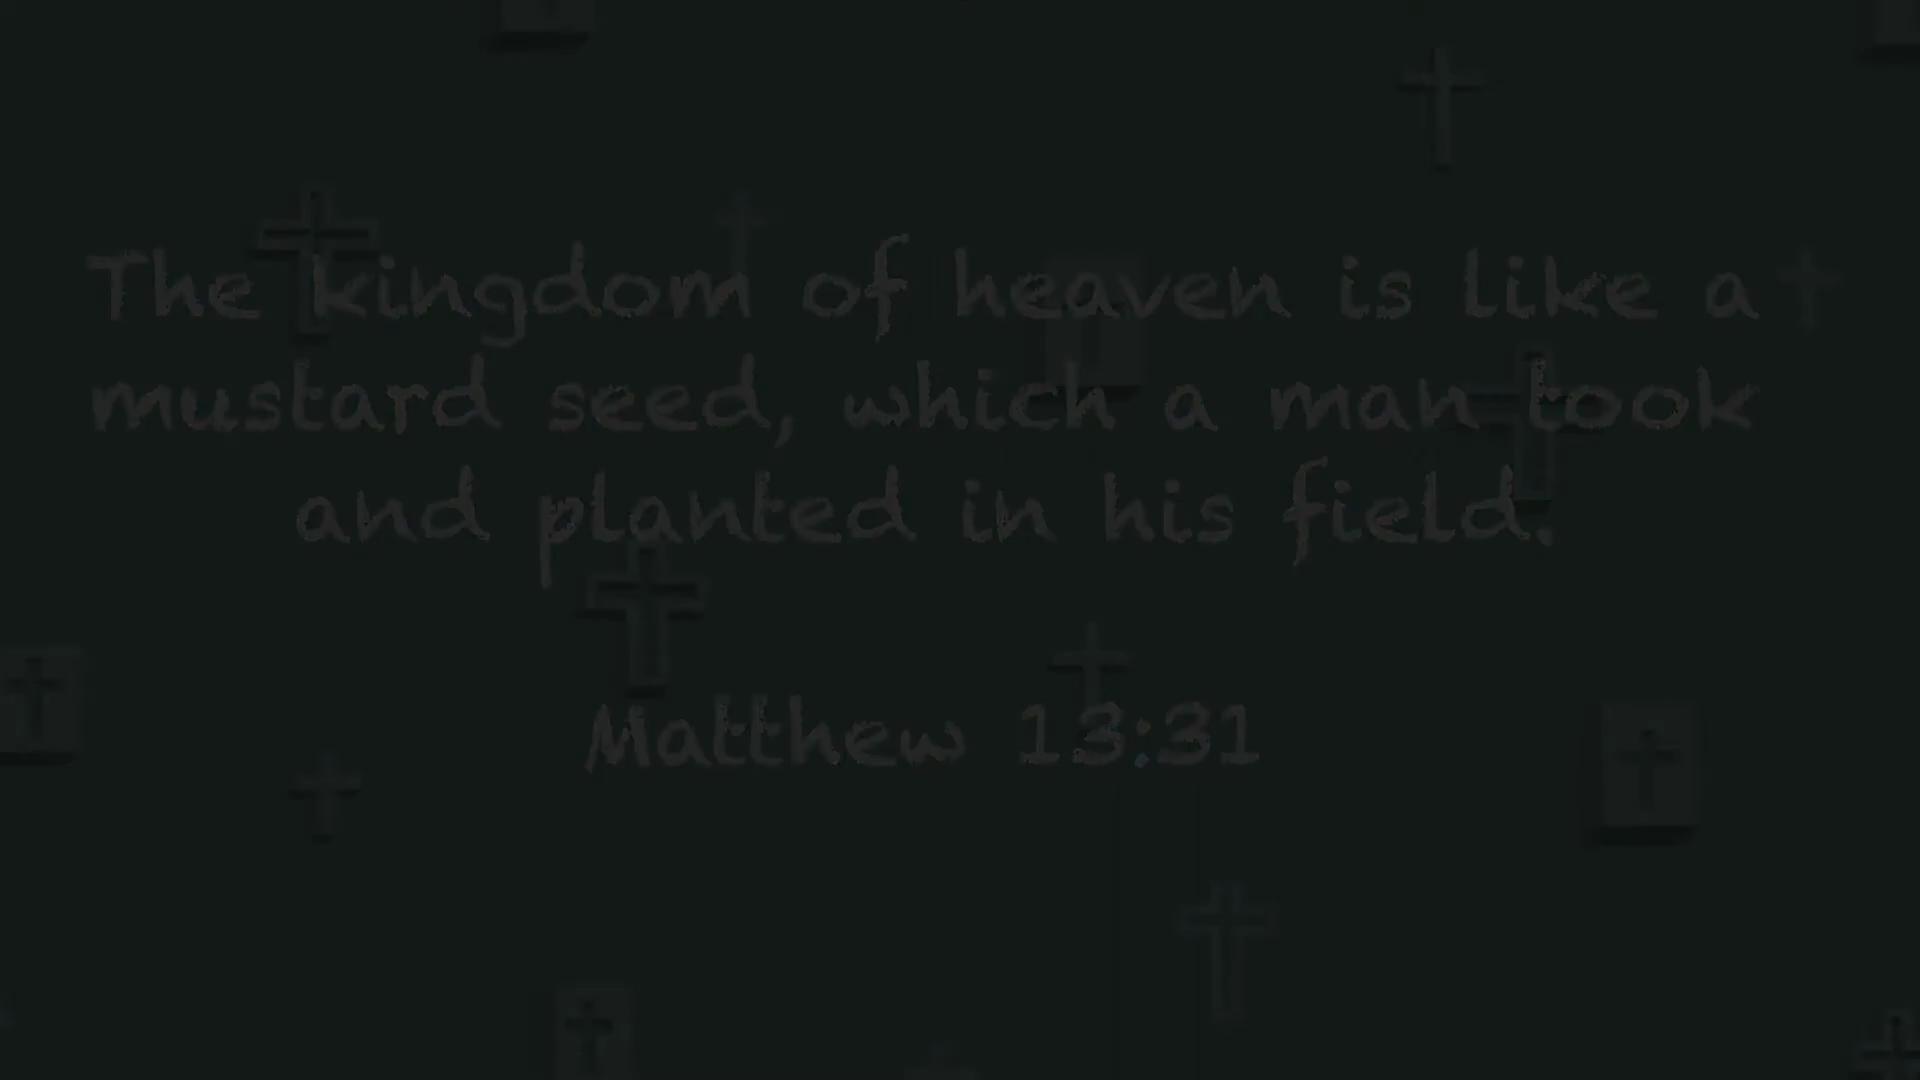 The kingdom of heaven is like a
mustard seed, which a man took
and planted in his field.
Matthew 13:31